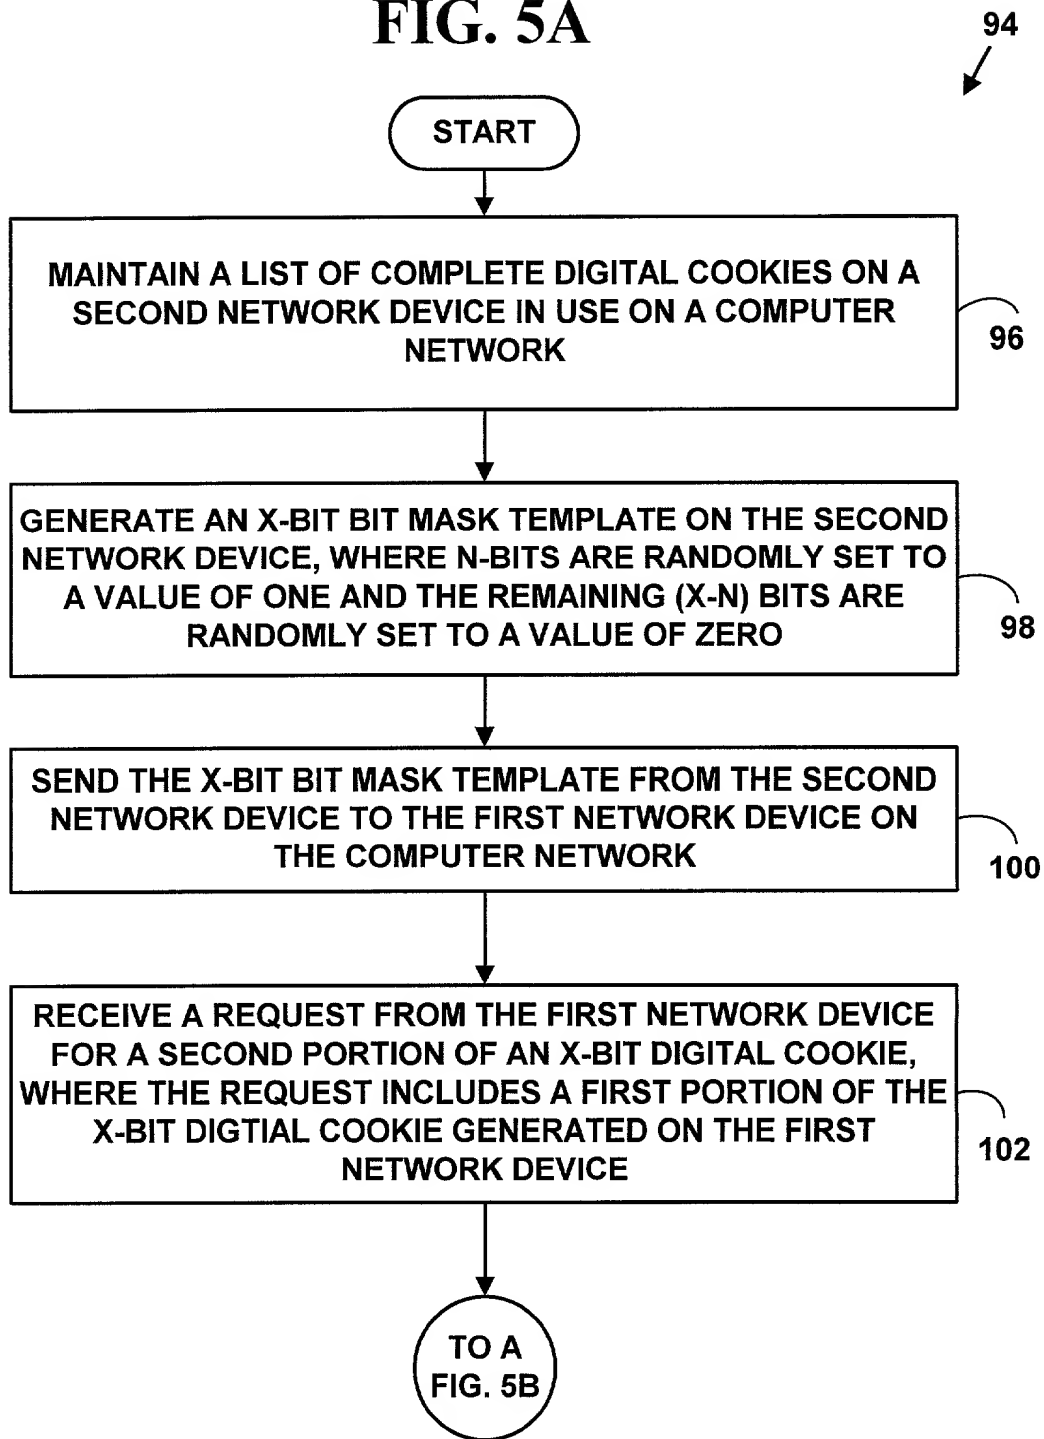 FIG. 5A
94
START
MAINTAIN A LIST OF COMPLETE DIGITAL COOKIES ON A
SECOND NETWORK DEVICE IN USE ON A COMPUTER
NETWORK
96
GENERATE AN X-BIT BIT MASK TEMPLATE ON THE SECOND
NETWORK DEVICE, WHERE N-BITS ARE RANDOMLY SET TO
A VALUE OF ONE AND THE REMAINING (X-N) BITS ARE
RANDOMLY SET TO A VALUE OF ZERO
98
SEND THE X-BIT BIT MASK TEMPLATE FROM THE SECOND
NETWORK DEVICE TO THE FIRST NETWORK DEVICE ON
THE COMPUTER NETWORK
100
RECEIVE A REQUEST FROM THE FIRST NETWORK DEVICE
FOR A SECOND PORTION OF AN X-BIT DIGITAL COOKIE,
WHERE THE REQUEST INCLUDES A FIRST PORTION OF THE
X-BIT DIGTIAL COOKIE GENERATED ON THE FIRST
NETWORK DEVICE
102
TO A
FIG. 5B